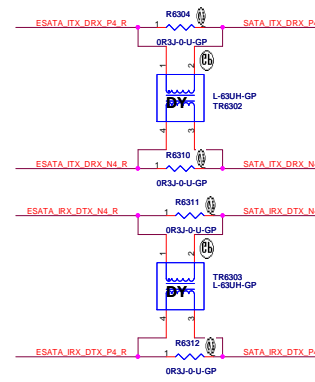 R6304
ESATA_ITX_DRX_P4_R 1 2 SATA_ITX_DRX_P4
0R3J-0-U-GP
1 2
L-63UH-GP
DY TR6302
4 3
R6310
ESATA_ITX_DRX_N4_R 1 2 SATA_ITX_DRX_N4
0R3J-0-U-GP
R6311
ESATA_IRX_DTX_N4_R 1 2 SATA_IRX_DTX_N4
0R3J-0-U-GP
1 2
TR6303
DY L-63UH-GP
4 3
R6312
ESATA_IRX_DTX_P4_R 1 2 SATA_IRX_DTX_P4
0R3J-0-U-GP